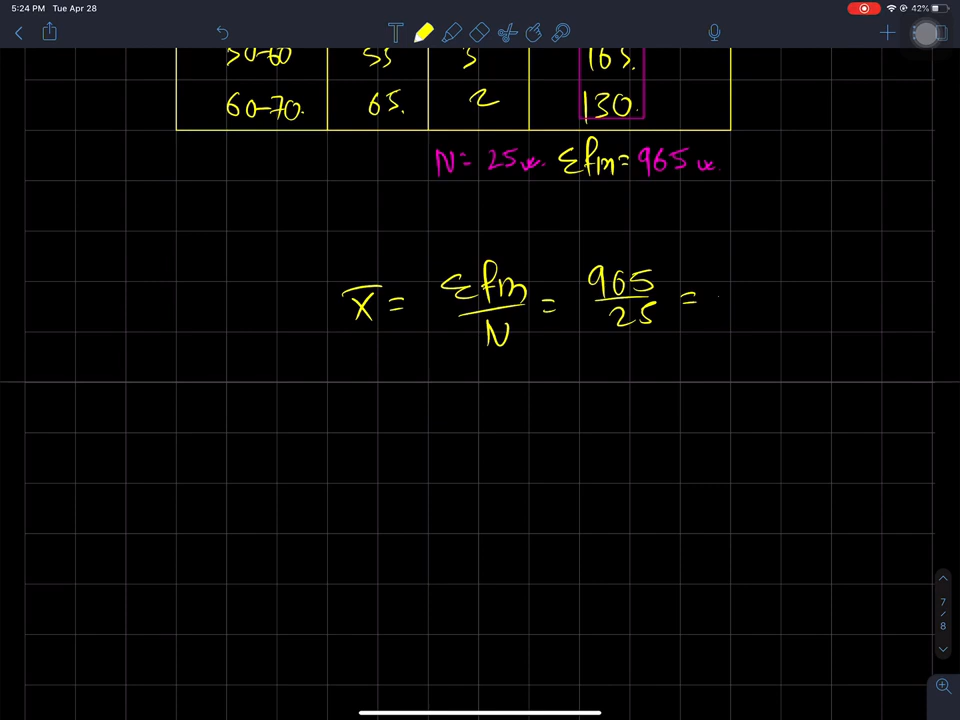 5:24 PM Tue Apr 28
42%
50-60 55 3 165.
60-70. 65. 2 130.
N = 25 Σfm = 965
X̄ = Σfm/N = 965/25 =
7
/
8